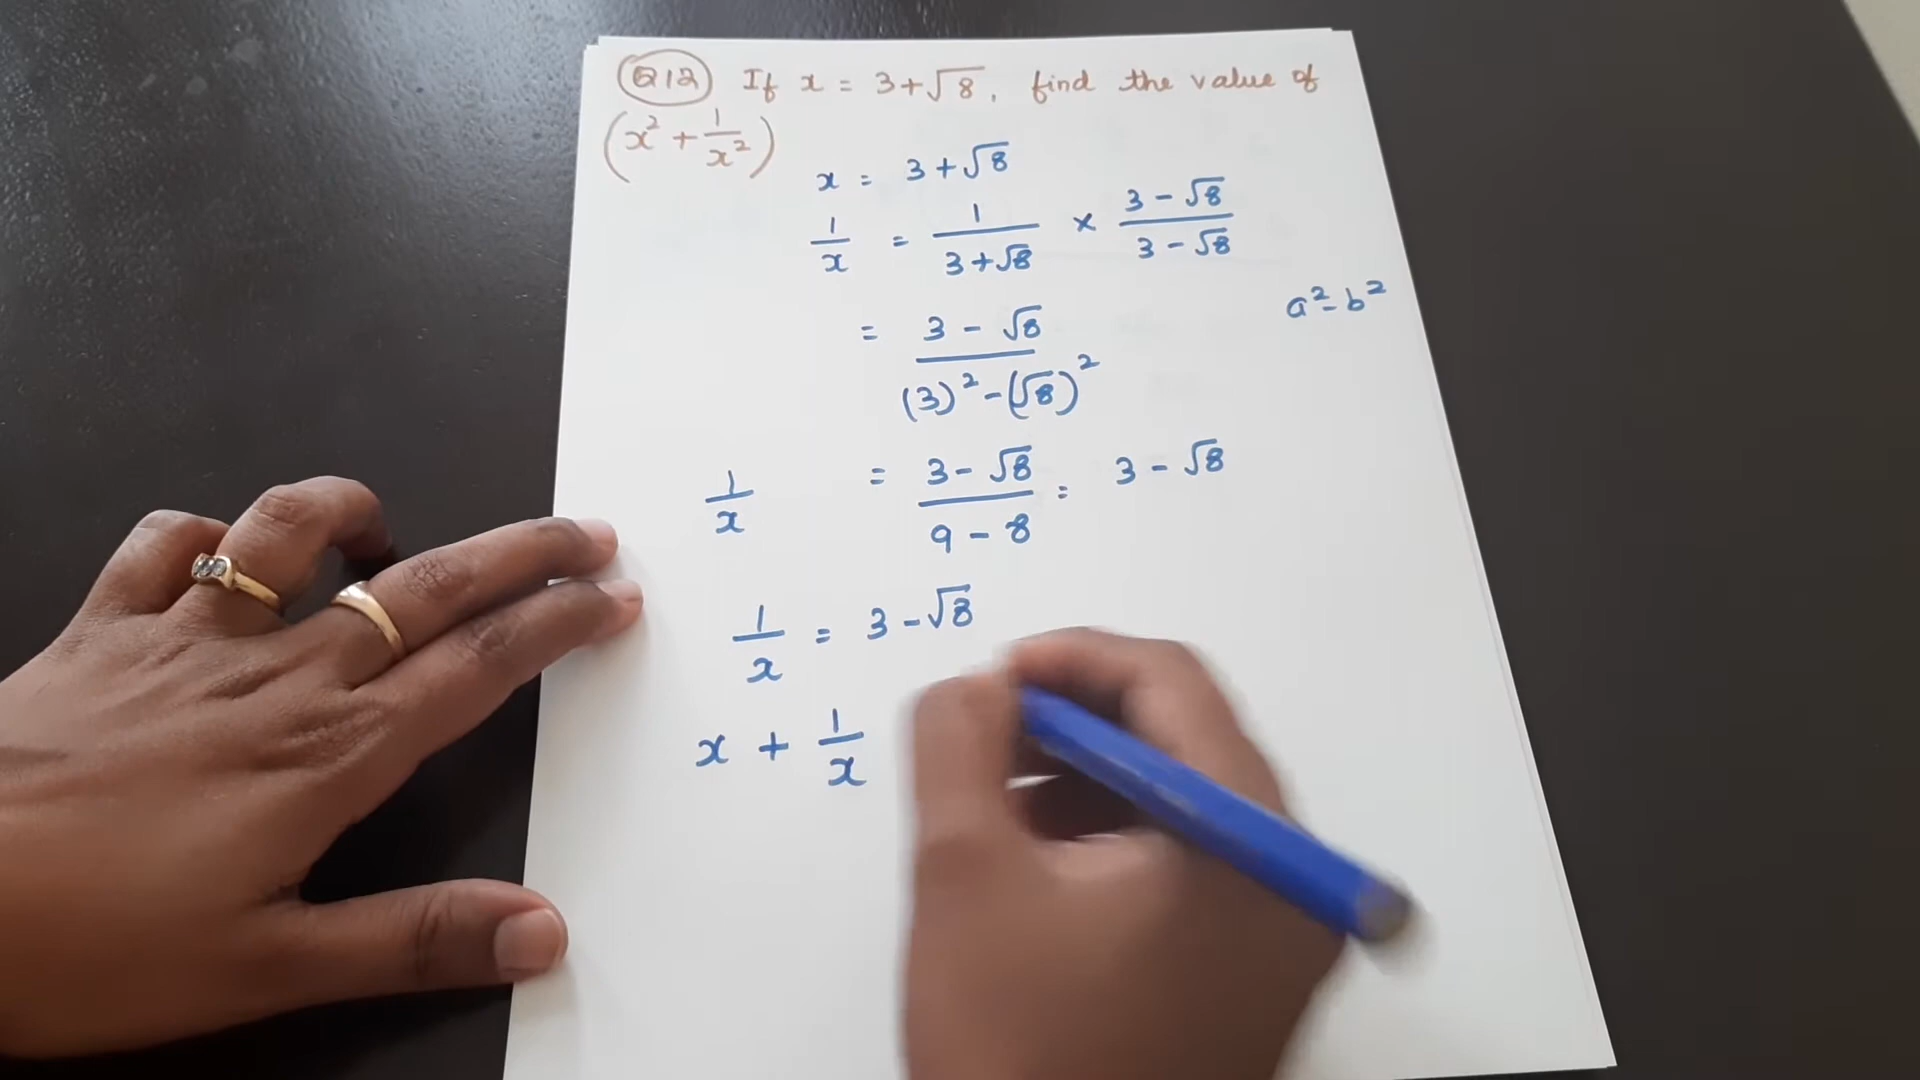 Q12 If x = 3+√8, find the value of
(x² + 1/x²)
x = 3+√8
1/x = 1/(3+√8) × (3-√8)/(3-√8)
a²-b²
= (3-√8)/((3)²-(√8)²)
1/x = (3-√8)/(9-8) = 3-√8
1/x = 3-√8
x + 1/x